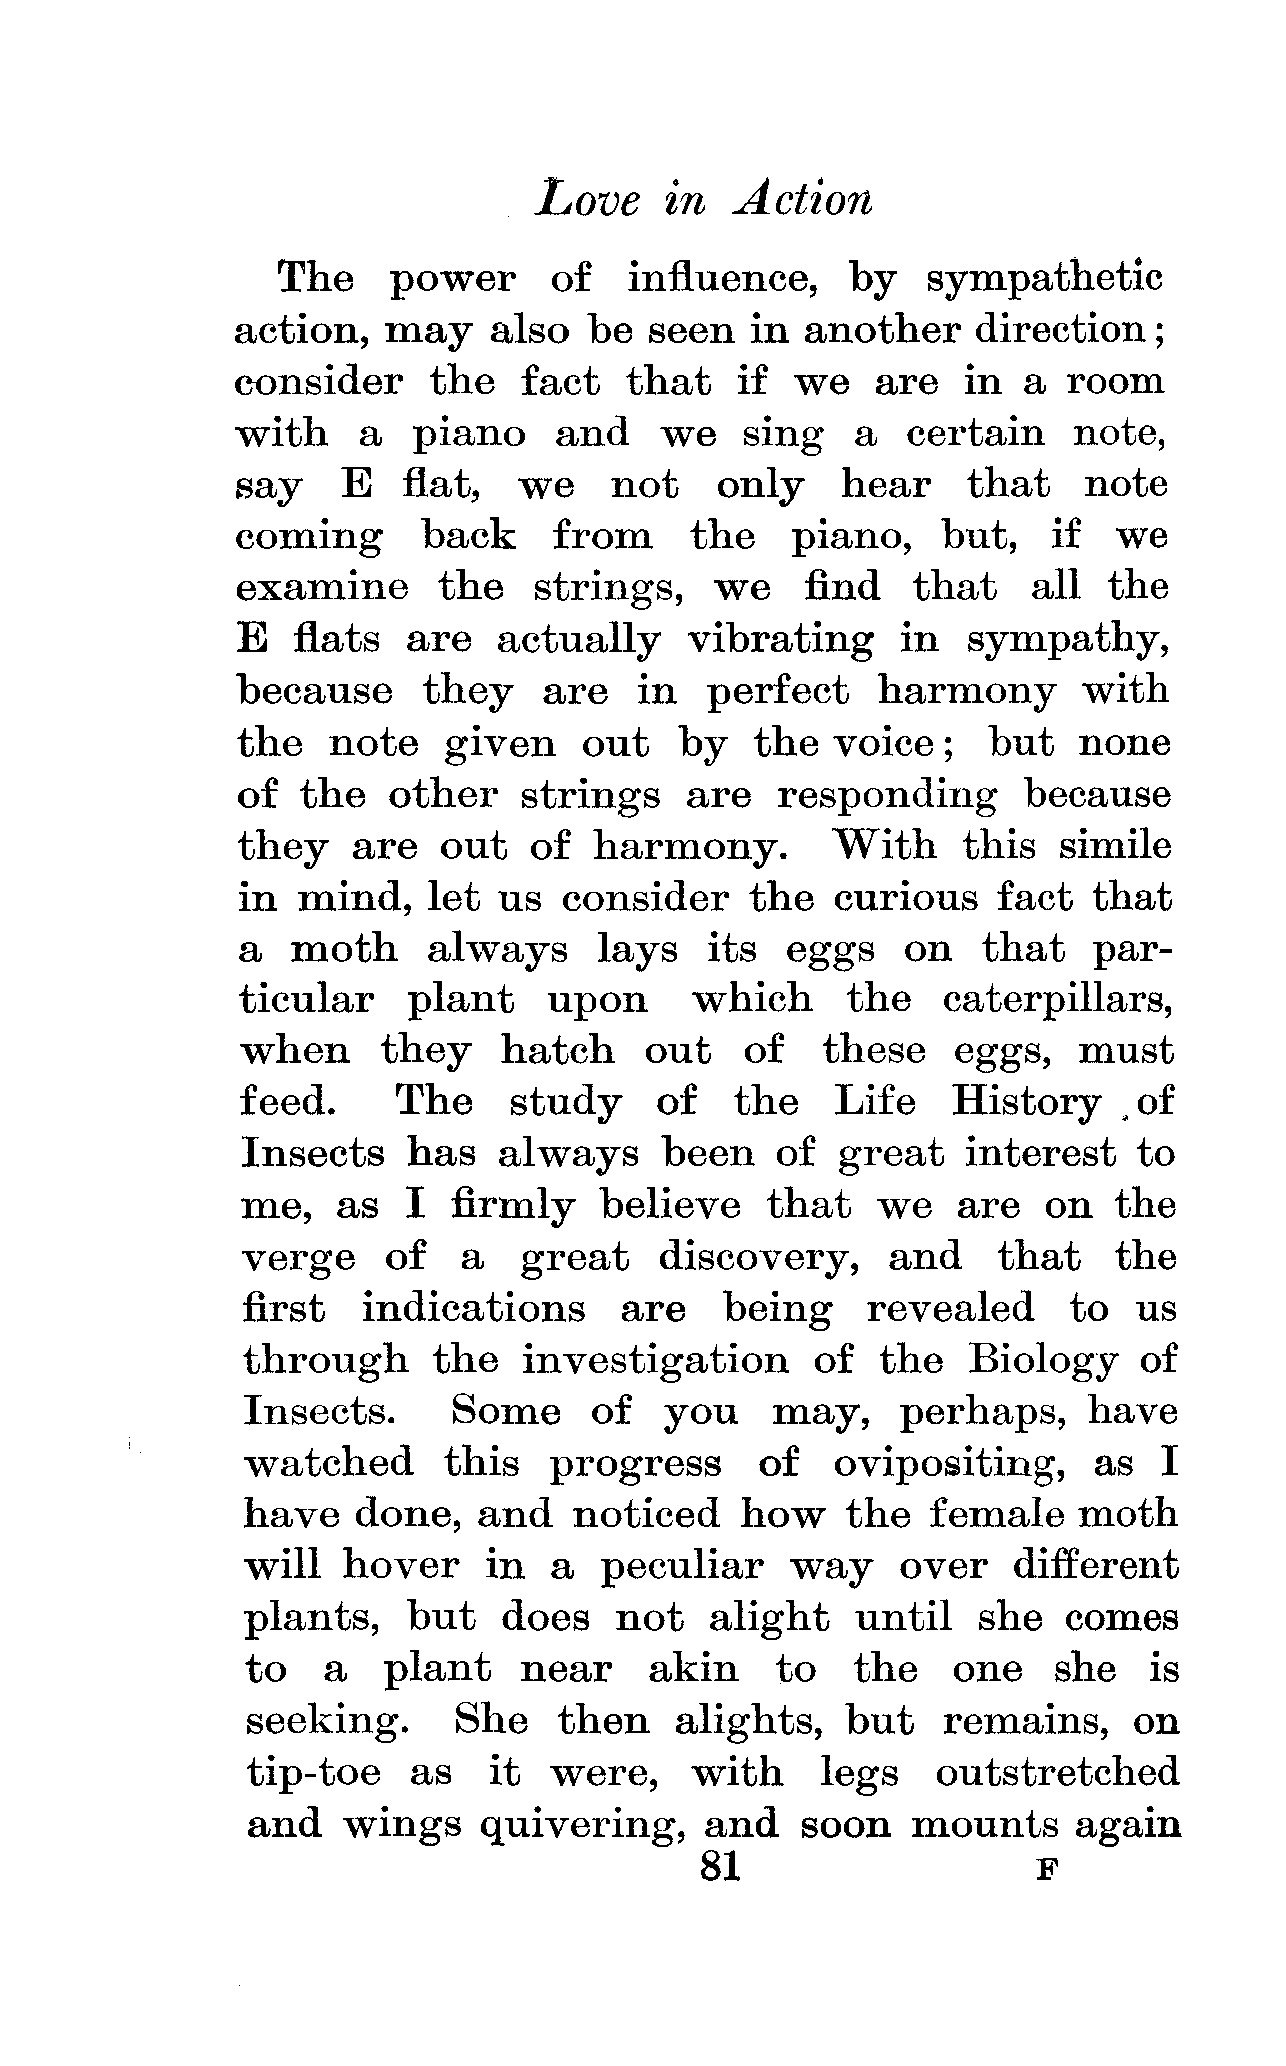 Love in Action
The power of influence, by sympathetic
action, may also be seen in another direction;
consider the fact that if we are in a room
with a piano and we sing a certain note,
say E flat, we not only hear that note
coming back from the piano, but, if we
examine the strings, we find that all the
E flats are actually vibrating in sympathy,
because they are in perfect harmony with
the note given out by the voice; but none
of the other strings are responding because
they are out of harmony. With this simile
in mind, let us consider the curious fact that
a moth always lays its eggs on that par-
ticular plant upon which the caterpillars,
when they hatch out of these eggs, must
feed. The study of the Life History of
Insects has always been of great interest to
me, as I firmly believe that we are on the
verge of a great discovery, and that the
first indications are being revealed to us
through the investigation of the Biology of
Insects. Some of you may, perhaps, have
watched this progress of ovipositing, as I
have done, and noticed how the female moth
will hover in a peculiar way over different
plants, but does not alight until she comes
to a plant near akin to the one she is
seeking. She then alights, but remains, on
tip-toe as it were, with legs outstretched
and wings quivering, and soon mounts again
81 F